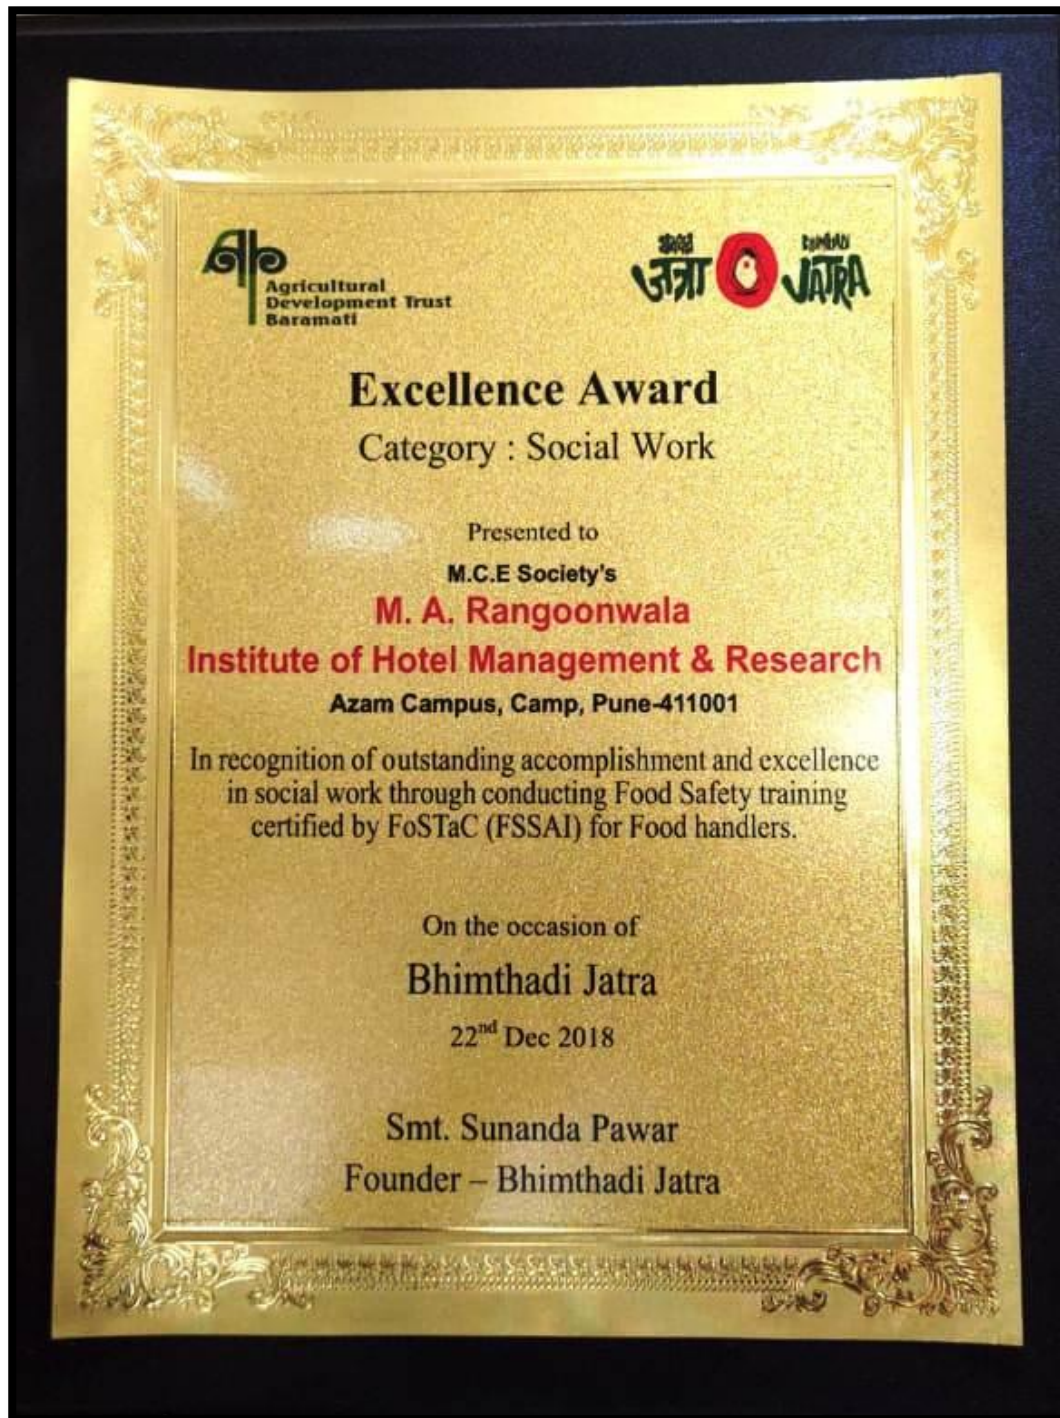 Agricultural
Development Trust
Baramati
जत्रा
JATRA
Excellence Award
Category : Social Work
Presented to
M.C.E Society's
M. A. Rangoonwala
Institute of Hotel Management & Research
Azam Campus, Camp, Pune-411001
In recognition of outstanding accomplishment and excellence
in social work through conducting Food Safety training
certified by FoSTaC (FSSAI) for Food handlers.
On the occasion of
Bhimthadi Jatra
22nd Dec 2018
Smt. Sunanda Pawar
Founder – Bhimthadi Jatra